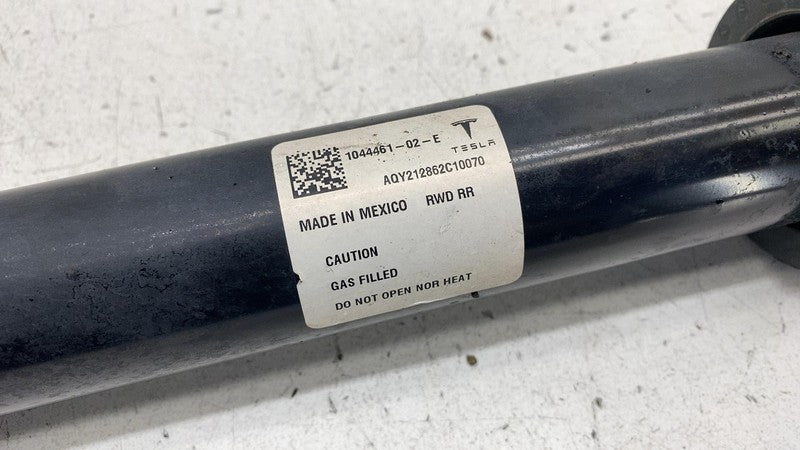 1044461-02-E TESLA
AQY212862C10070
MADE IN MEXICO RWD RR
CAUTION
GAS FILLED
DO NOT OPEN NOR HEAT